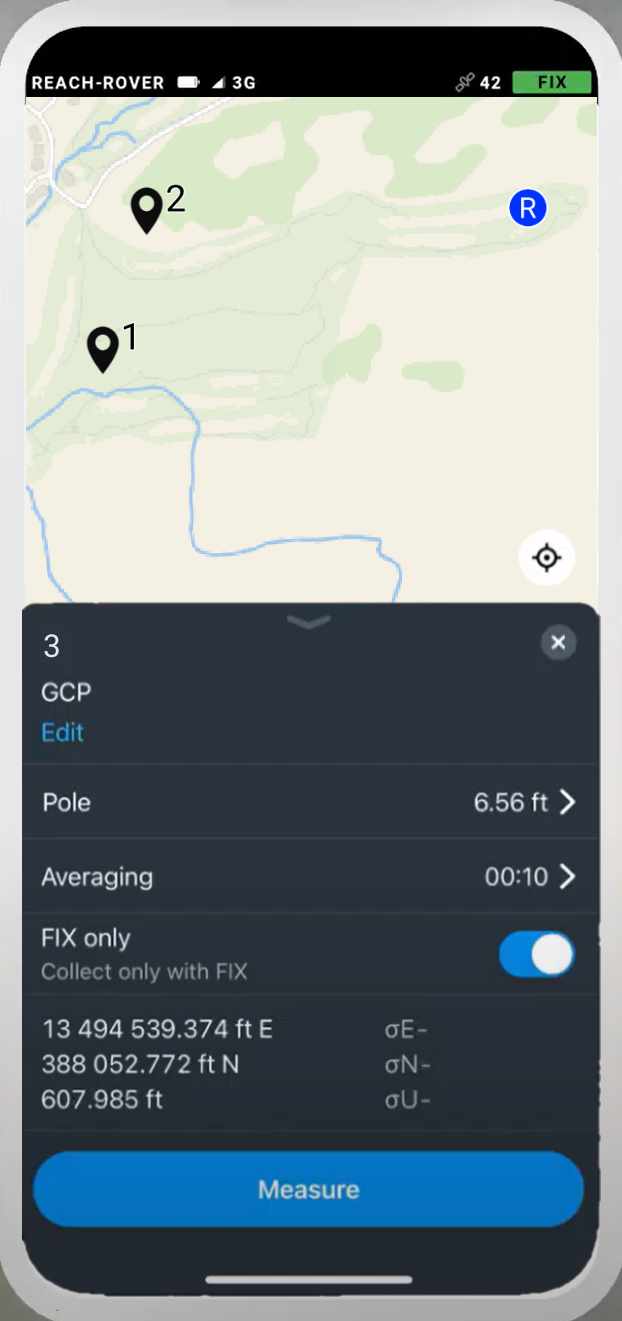 REACH-ROVER 3G 42 FIX
2
R
1
3
GCP
Edit
Pole 6.56 ft
Averaging 00:10
FIX only
Collect only with FIX
13 494 539.374 ft E σE-
388 052.772 ft N σN-
607.985 ft σU-
Measure